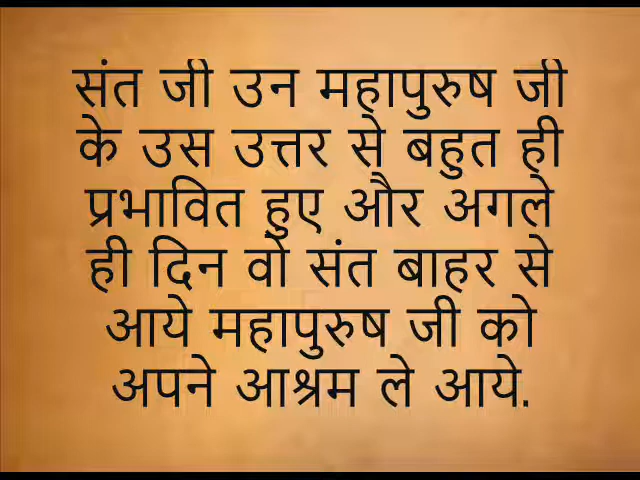 संत जी उन महापुरुष जी
के उस उत्तर से बहुत ही
प्रभावित हुए और अगले
ही दिन वो संत बाहर से
आये महापुरुष जी को
अपने आश्रम ले आये.